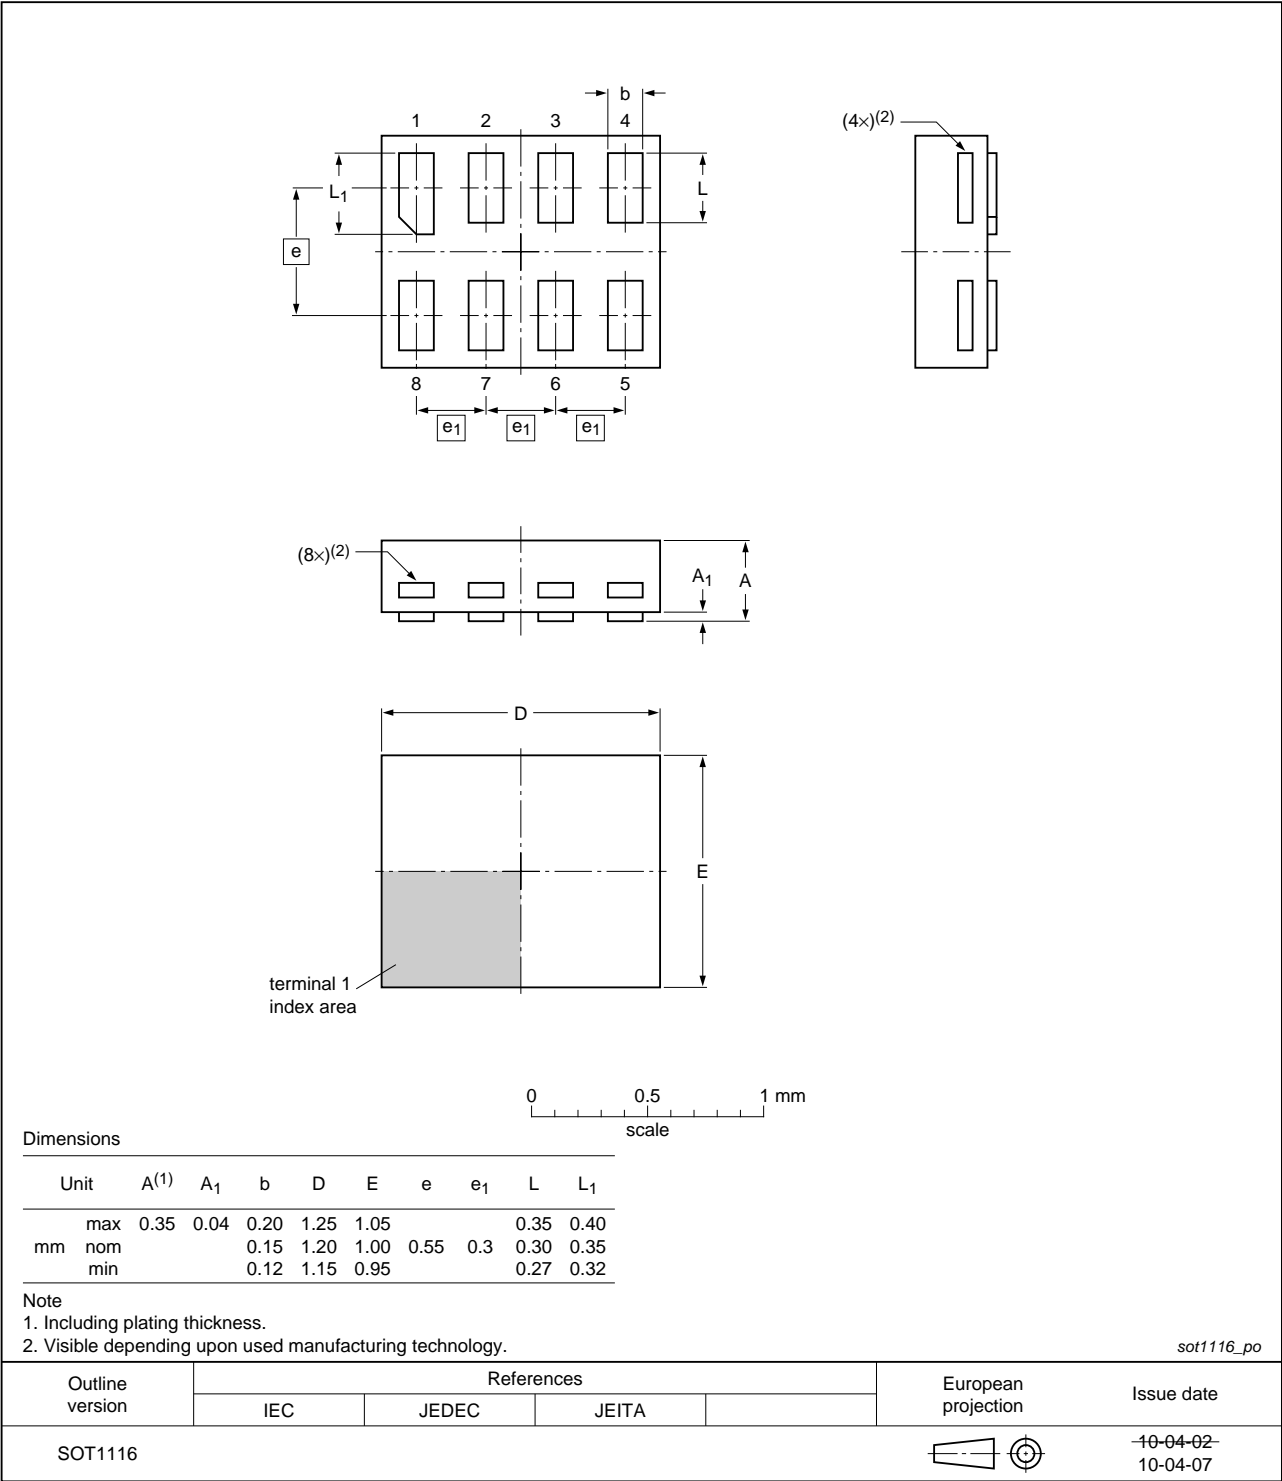 b
1 2 3 4
(4×)(2)
L1
L
e
8 7 6 5
e1 e1 e1
(8×)(2)
A1 A
D
E
terminal 1
index area
0 0.5 1 mm
scale
Dimensions
Unit A(1) A1 b D E e e1 L L1
max 0.35 0.04 0.20 1.25 1.05 0.35 0.40
mm nom 0.15 1.20 1.00 0.55 0.3 0.30 0.35
min 0.12 1.15 0.95 0.27 0.32
Note
1. Including plating thickness.
2. Visible depending upon used manufacturing technology.
sot1116_po
Outline version
References
European projection
Issue date
IEC JEDEC JEITA
SOT1116
10-04-02
10-04-07